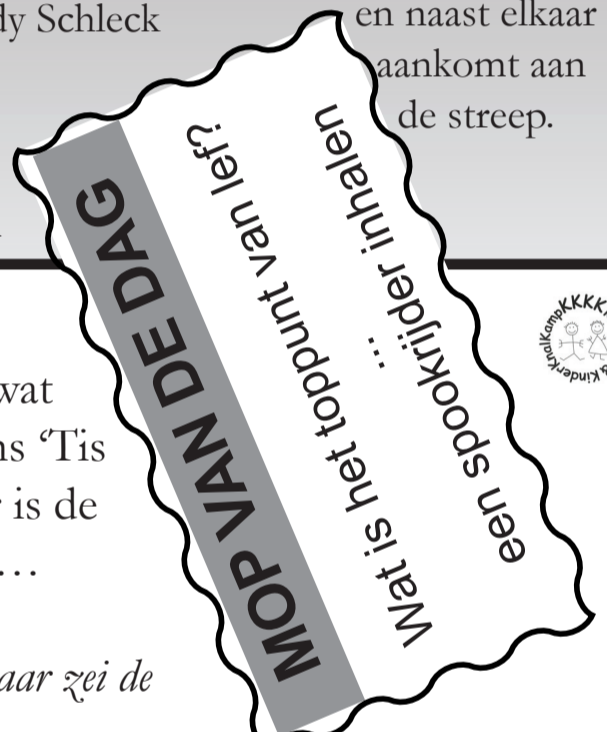 dy Schleck
en naast elkaar
aankomt aan
de streep.
MOP VAN DE DAG
Wat is het toppunt van lef?
...
een spookrijder inhalen
wat
ns ‘Tis
r is de
…
aar zei de